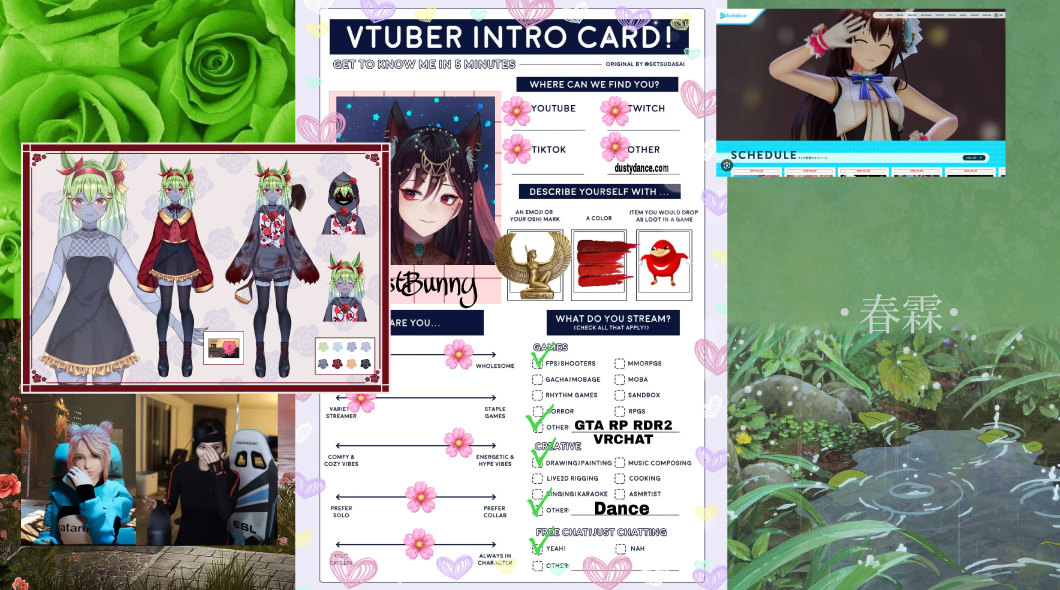 VTUBER INTRO CARD!
GET TO KNOW ME IN 5 MINUTES
ORIGINAL BY @SETSUDASAI
WHERE CAN WE FIND YOU?
YOUTUBE
TWITCH
TIKTOK
OTHER
dustydance.com
DESCRIBE YOURSELF WITH ...
AN EMOJI OR
YOUR OSHI MARK
A COLOR
ITEM YOU WOULD DROP
AS LOOT IN A GAME
stBunny
ARE YOU...
WHOLESOME
VARIETY
STREAMER
STAPLE
GAMES
COMFY &
COZY VIBES
ENERGETIC &
HYPE VIBES
PREFER
SOLO
PREFER
COLLAB
ALWAYS IN
CHARACTER
WHAT DO YOU STREAM?
(CHECK ALL THAT APPLY!)
GAMES
FPS/SHOOTERS
MMORPGS
GACHA/MOBAGE
MOBA
RHYTHM GAMES
SANDBOX
HORROR
RPGS
OTHER:
GTA RP RDR2
VRCHAT
CREATIVE
DRAWING/PAINTING
MUSIC COMPOSING
LIVE2D RIGGING
COOKING
SINGING/KARAOKE
ASMRTIST
OTHER:
Dance
FREE CHAT/JUST CHATTING
YEAH!
NAH
OTHER:
hololive
SCHEDULE
・春霖・
ESL